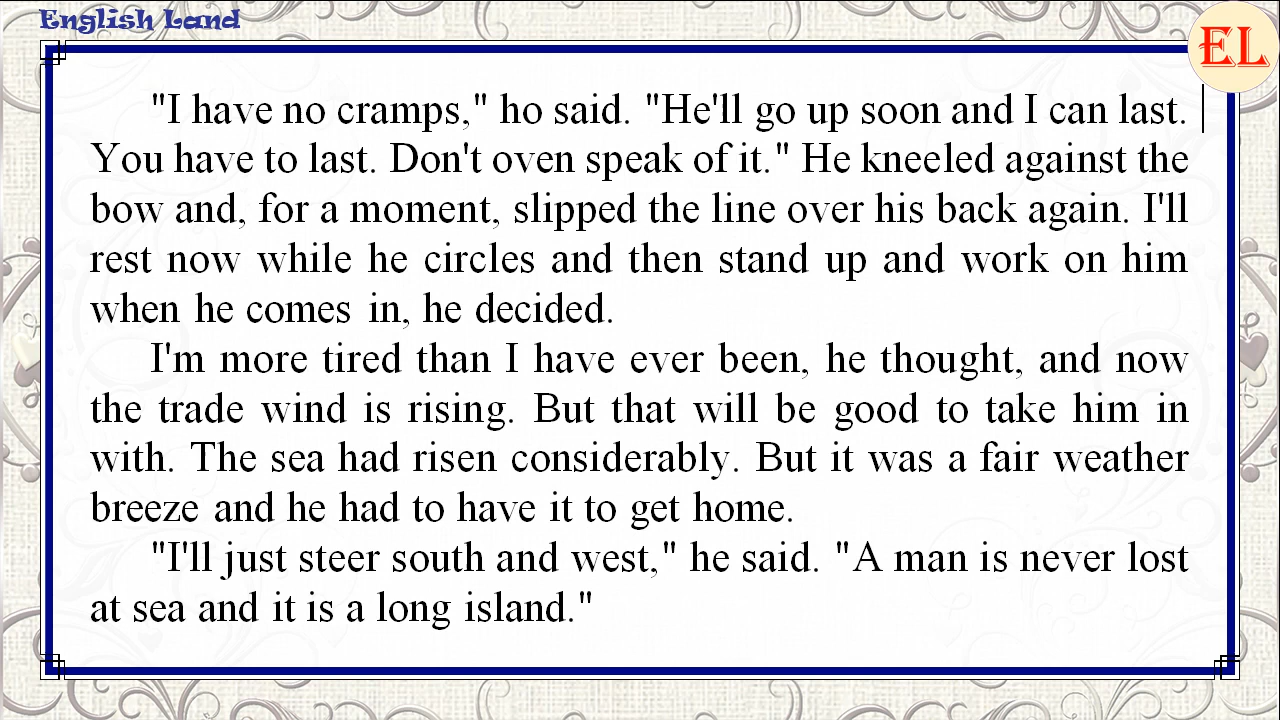 English Land
EL
"I have no cramps," ho said. "He'll go up soon and I can last.
You have to last. Don't oven speak of it." He kneeled against the
bow and, for a moment, slipped the line over his back again. I'll
rest now while he circles and then stand up and work on him
when he comes in, he decided.
I'm more tired than I have ever been, he thought, and now
the trade wind is rising. But that will be good to take him in
with. The sea had risen considerably. But it was a fair weather
breeze and he had to have it to get home.
"I'll just steer south and west," he said. "A man is never lost
at sea and it is a long island."